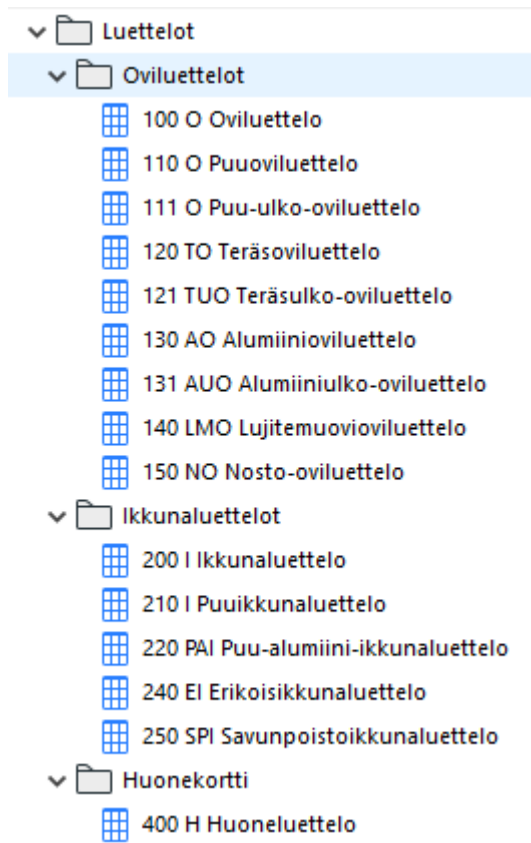 Luettelot
Oviluettelot
100 O Oviluettelo
110 O Puuoviluettelo
111 O Puu-ulko-oviluettelo
120 TO Teräsoviluettelo
121 TUO Teräsulko-oviluettelo
130 AO Alumiinioviluettelo
131 AUO Alumiiniulko-oviluettelo
140 LMO Lujitemuovioviluettelo
150 NO Nosto-oviluettelo
Ikkunaluettelot
200 I Ikkunaluettelo
210 I Puuikkunaluettelo
220 PAI Puu-alumiini-ikkunaluettelo
240 EI Erikoisikkunaluettelo
250 SPI Savunpoistoikkunaluettelo
Huonekortti
400 H Huoneluettelo